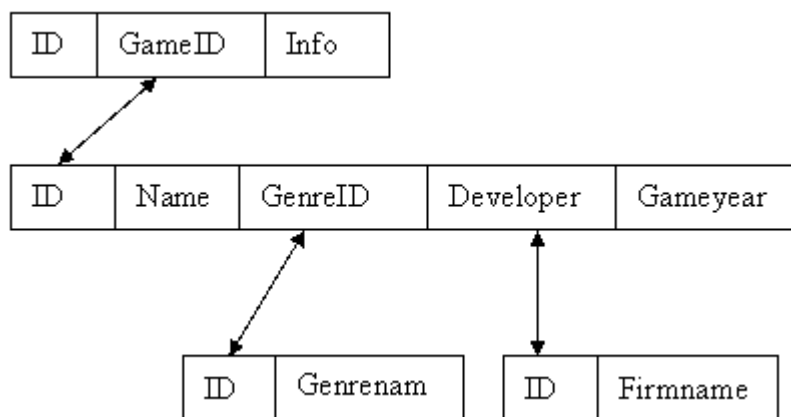 ID GameID Info
ID Name GenreID Developer Gameyear
ID Genrenam ID Firmname